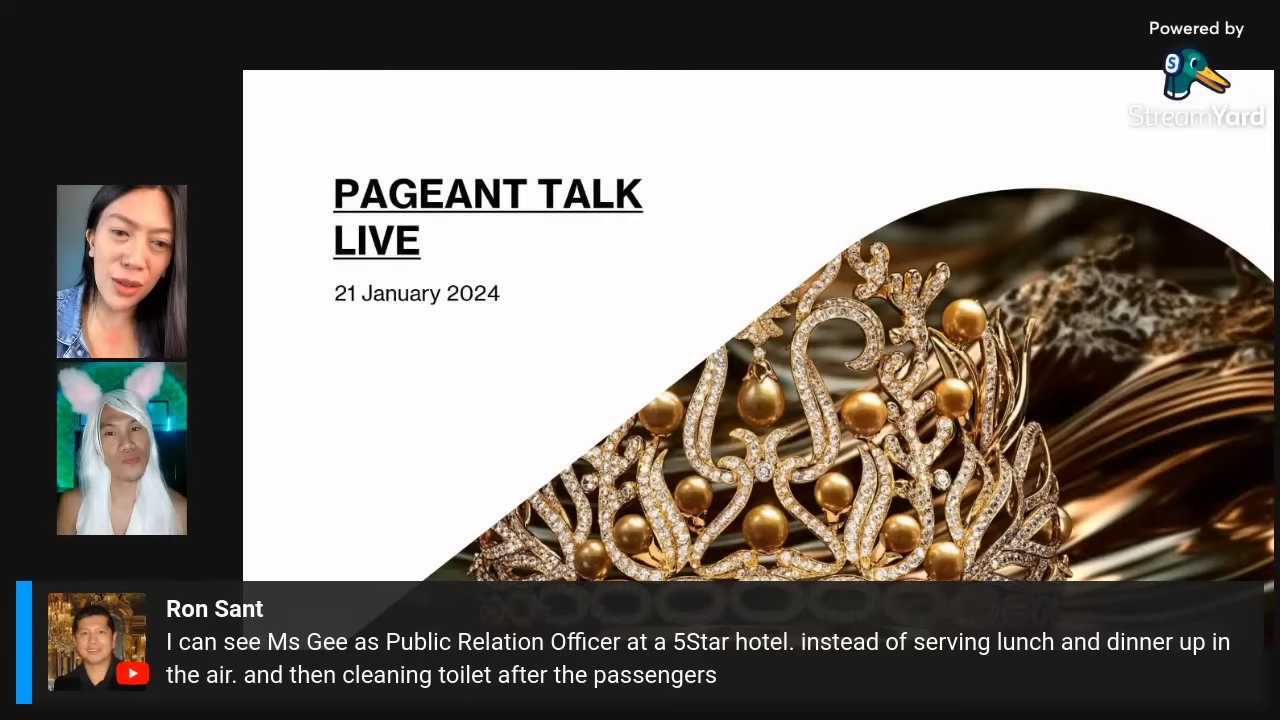 Powered by
S
StreamYard
PAGEANT TALK
LIVE
21 January 2024
Ron Sant
I can see Ms Gee as Public Relation Officer at a 5Star hotel. instead of serving lunch and dinner up in
the air. and then cleaning toilet after the passengers